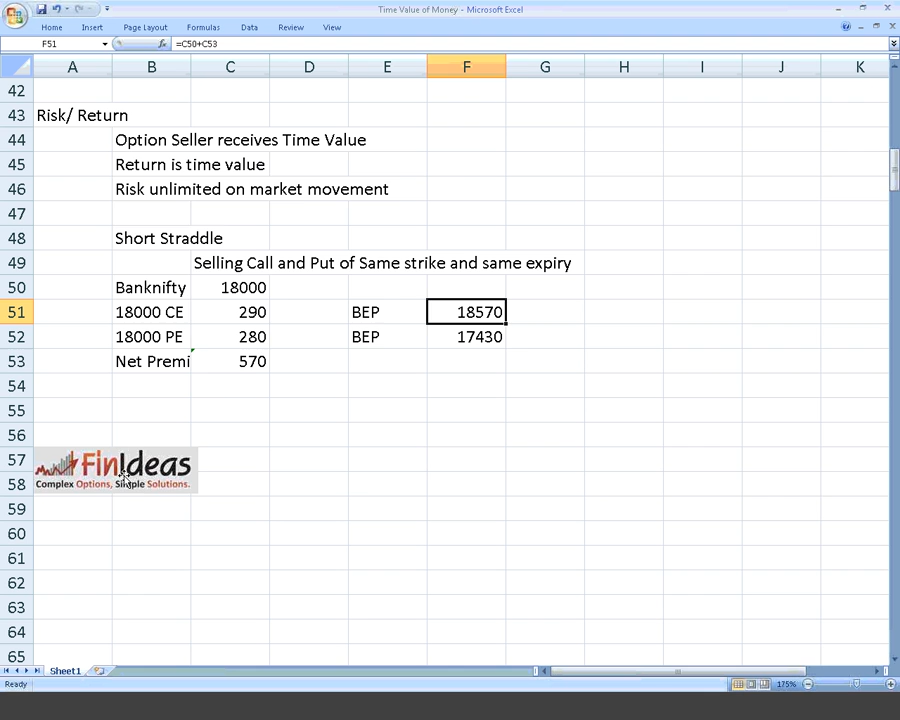 Time Value of Money - Microsoft Excel
Home Insert Page Layout Formulas Data Review View
F51 fx =C50+C53
A B C D E F G H I J K
42
43 Risk/ Return
44 Option Seller receives Time Value
45 Return is time value
46 Risk unlimited on market movement
47
48 Short Straddle
49 Selling Call and Put of Same strike and same expiry
50 Banknifty 18000
51 18000 CE 290 BEP 18570
52 18000 PE 280 BEP 17430
53 Net Premi 570
54
55
56
57 FinIdeas
58 Complex Options, Simple Solutions.
59
60
61
62
63
64
65
Sheet1
Ready 175%